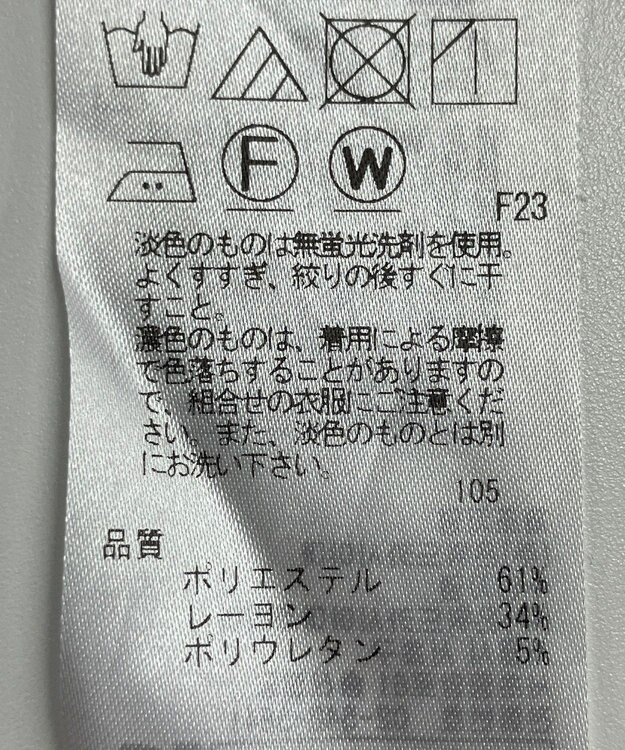 F W
F23
淡色のものは無蛍光洗剤を使用。
よくすすぎ、絞りの後すぐに干
すこと。
濃色のものは、着用による摩擦
で色落ちすることがありますの
で、組合せの衣服にご注意くだ
さい。また、淡色のものとは別
にお洗い下さい。
105
品質
ポリエステル 61%
レーヨン 34%
ポリウレタン 5%